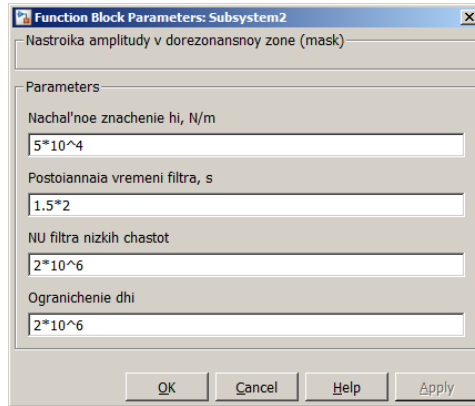 Function Block Parameters: Subsystem2
Nastroika amplitudy v dorezonansnoy zone (mask)
Parameters
Nachal'noe znachenie hi, N/m
5*10^4
Postoiannaia vremeni filtra, s
1.5*2
NU filtra nizkih chastot
2*10^6
Ogranichenie dhi
2*10^6
OK Cancel Help Apply